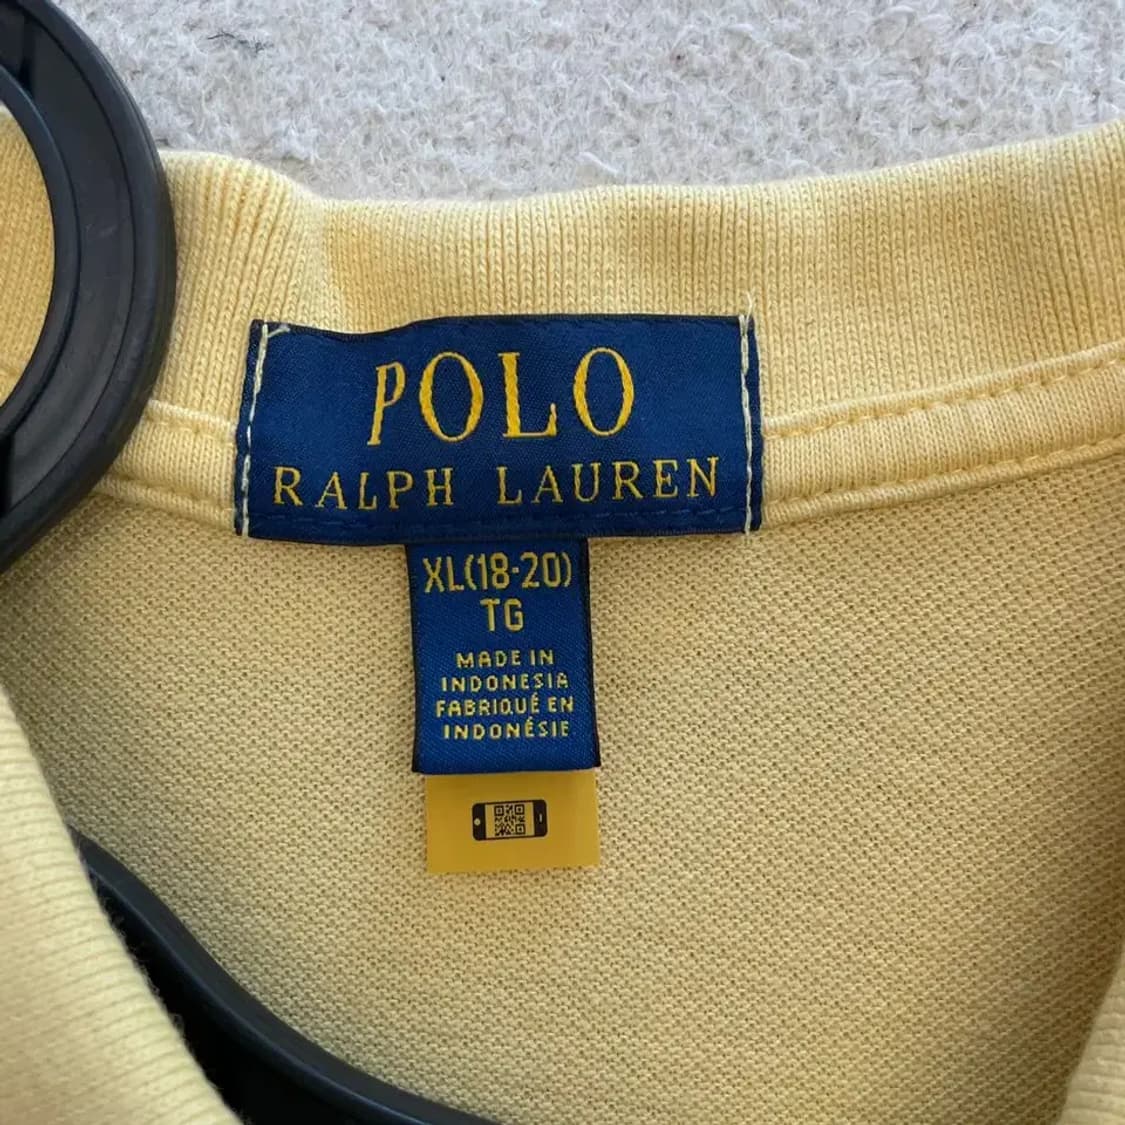 POLO
RALPH LAUREN
XL(18-20)
TG
MADE IN
INDONESIA
FABRIQUÉ EN
INDONÉSIE